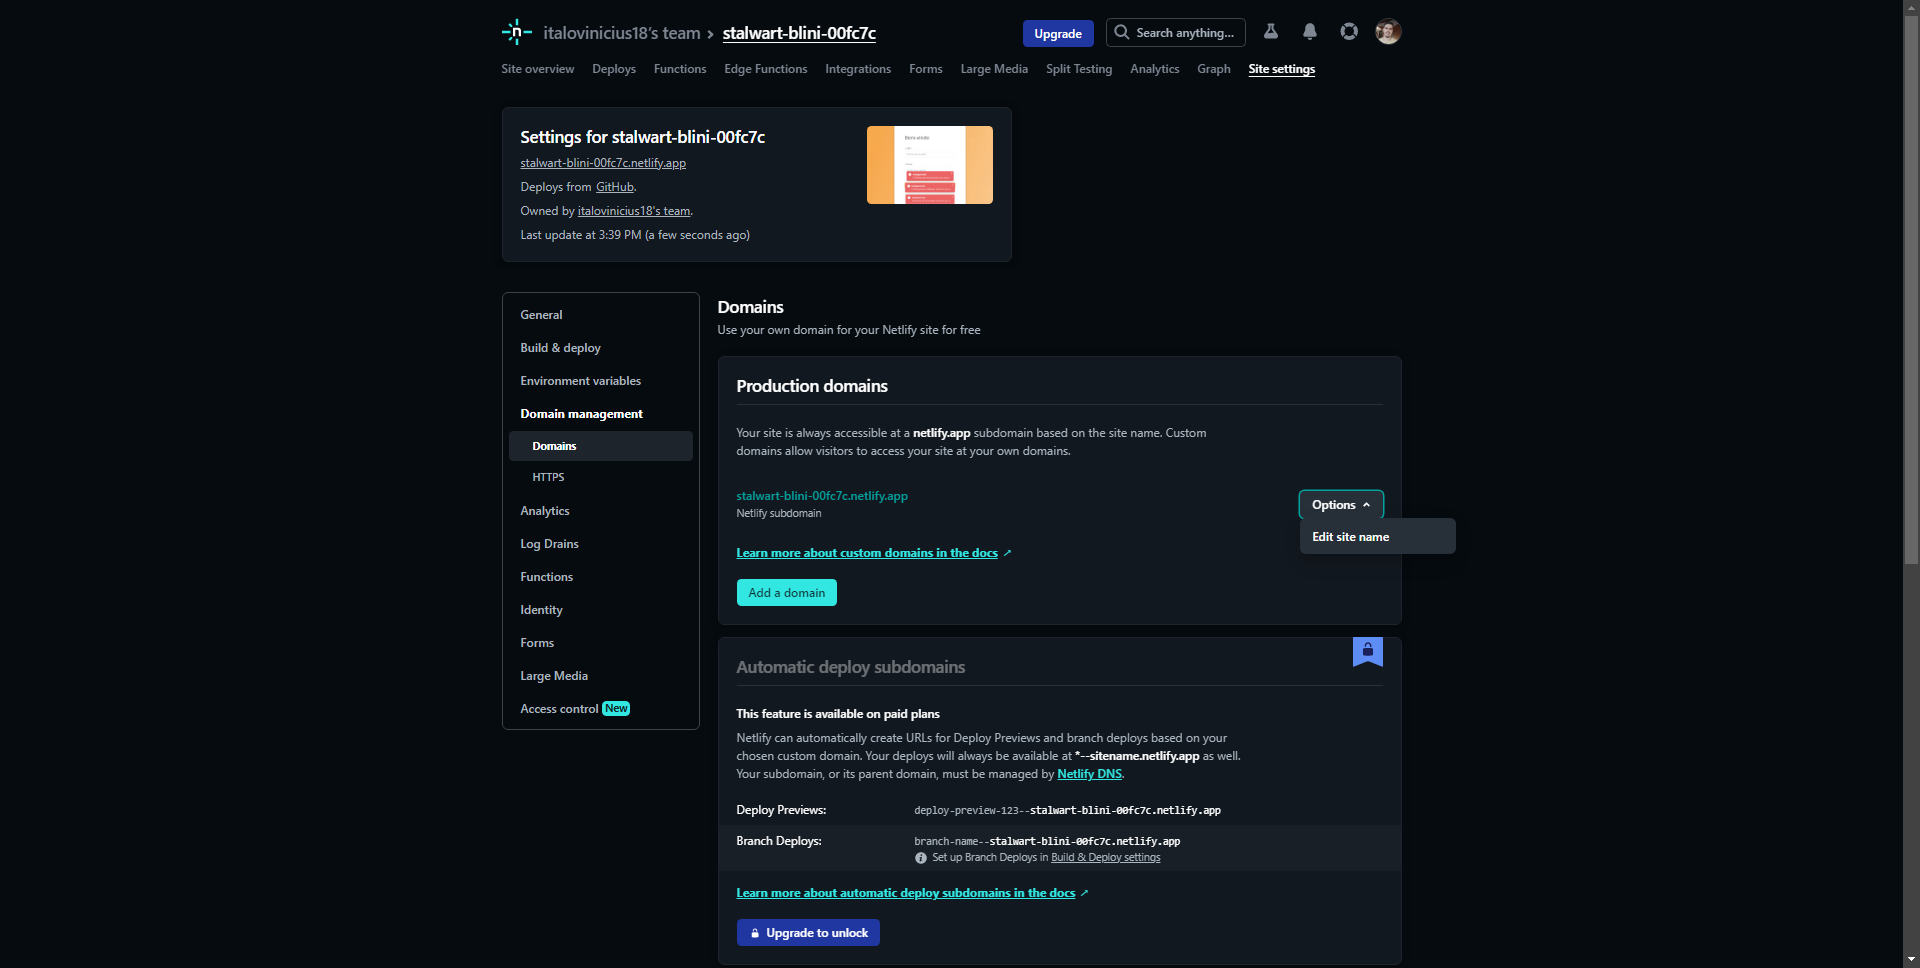 italovinicius18's team > stalwart-blini-00fc7c
Upgrade
Search anything...
Site overview Deploys Functions Edge Functions Integrations Forms Large Media Split Testing Analytics Graph Site settings
Settings for stalwart-blini-00fc7c
stalwart-blini-00fc7c.netlify.app
Deploys from GitHub.
Owned by italovinicius18's team.
Last update at 3:39 PM (a few seconds ago)
General
Build & deploy
Environment variables
Domain management
Domains
HTTPS
Analytics
Log Drains
Functions
Identity
Forms
Large Media
Access control New
Domains
Use your own domain for your Netlify site for free
Production domains
Your site is always accessible at a netlify.app subdomain based on the site name. Custom
domains allow visitors to access your site at your own domains.
stalwart-blini-00fc7c.netlify.app
Netlify subdomain
Options
Edit site name
Learn more about custom domains in the docs
Add a domain
Automatic deploy subdomains
This feature is available on paid plans
Netlify can automatically create URLs for Deploy Previews and branch deploys based on your
chosen custom domain. Your deploys will always be available at *--sitename.netlify.app as well.
Your subdomain, or its parent domain, must be managed by Netlify DNS.
Deploy Previews: deploy-preview-123--stalwart-blini-00fc7c.netlify.app
Branch Deploys: branch-name--stalwart-blini-00fc7c.netlify.app
Set up Branch Deploys in Build & Deploy settings
Learn more about automatic deploy subdomains in the docs
Upgrade to unlock